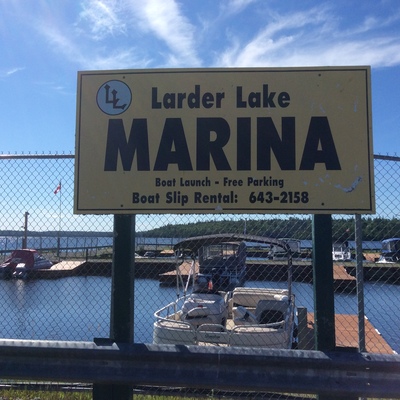 LL
Larder Lake
MARINA
Boat Launch - Free Parking
Boat Slip Rental: 643-2158